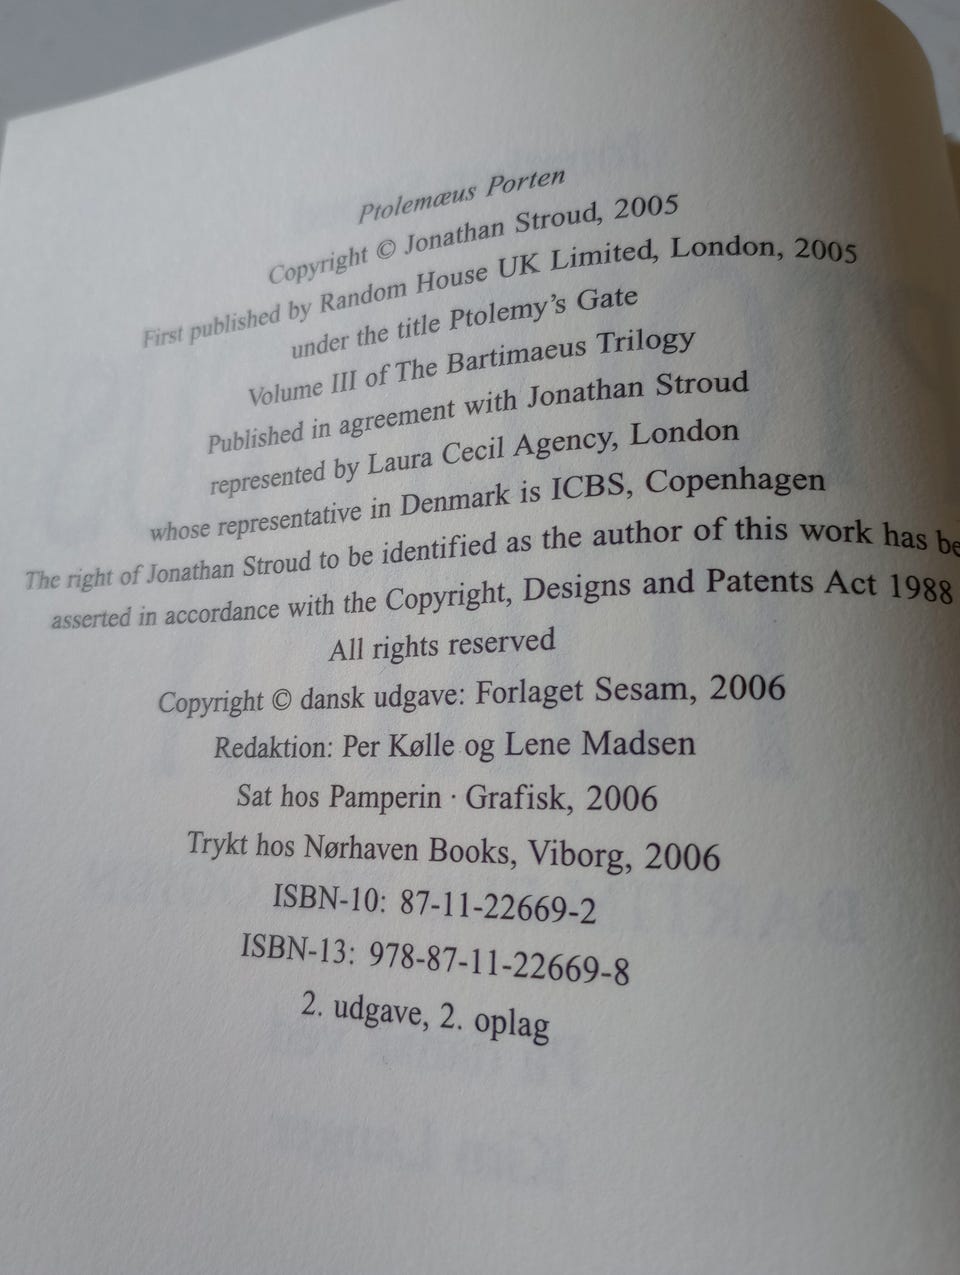 Ptolemæus Porten
Copyright © Jonathan Stroud, 2005
First published by Random House UK Limited, London, 2005
under the title Ptolemy’s Gate
Volume III of The Bartimaeus Trilogy
Published in agreement with Jonathan Stroud
represented by Laura Cecil Agency, London
whose representative in Denmark is ICBS, Copenhagen
The right of Jonathan Stroud to be identified as the author of this work has be
asserted in accordance with the Copyright, Designs and Patents Act 1988
All rights reserved
Copyright © dansk udgave: Forlaget Sesam, 2006
Redaktion: Per Kølle og Lene Madsen
Sat hos Pamperin · Grafisk, 2006
Trykt hos Nørhaven Books, Viborg, 2006
ISBN-10: 87-11-22669-2
ISBN-13: 978-87-11-22669-8
2. udgave, 2. oplag